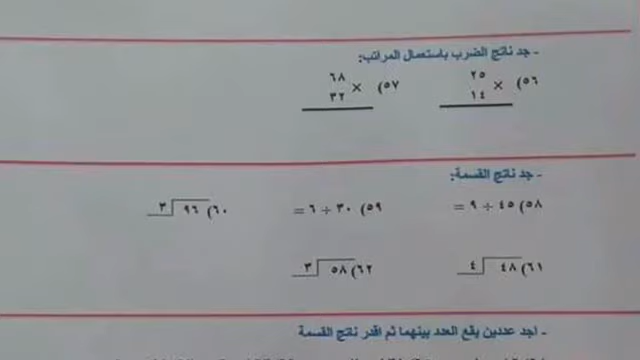 - جد ناتج الضرب باستعمال المراتب:
٥٦) ٢٥ × ١٤
٥٧) ٦٨ × ٣٢
- جد ناتج القسمة:
٥٨) ٤٥ ÷ ٩ =
٥٩) ٣٠ ÷ ٦ =
٦٠) ٩٦ ٣
٦١) ٤٨ ٤
٦٢) ٥٨ ٣
- اجد عددين يقع العدد بينهما ثم اقدر ناتج القسمة